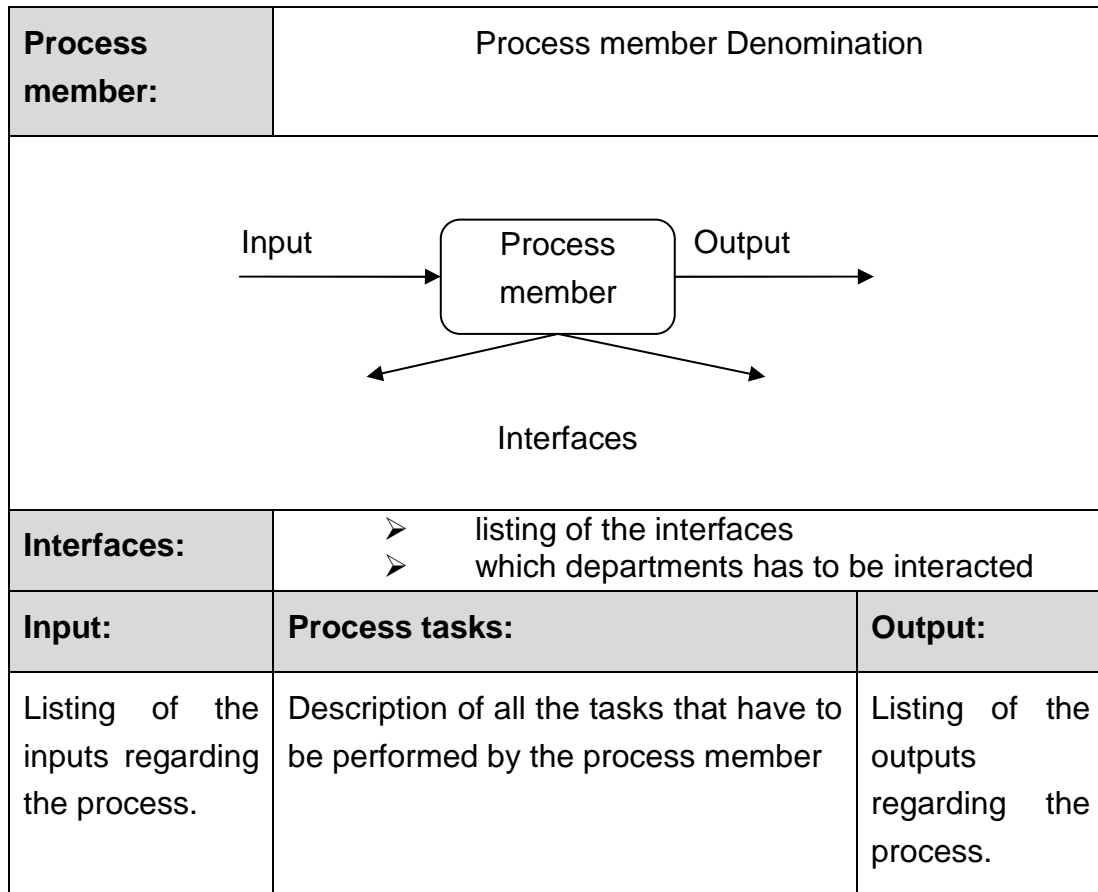 Process
member:
Process member Denomination
Input
Process
member
Output
Interfaces
Interfaces:
➢ listing of the interfaces
➢ which departments has to be interacted
Input:
Process tasks:
Output:
Listing of the
inputs regarding
the process.
Description of all the tasks that have to
be performed by the process member
Listing of the
outputs
regarding the
process.